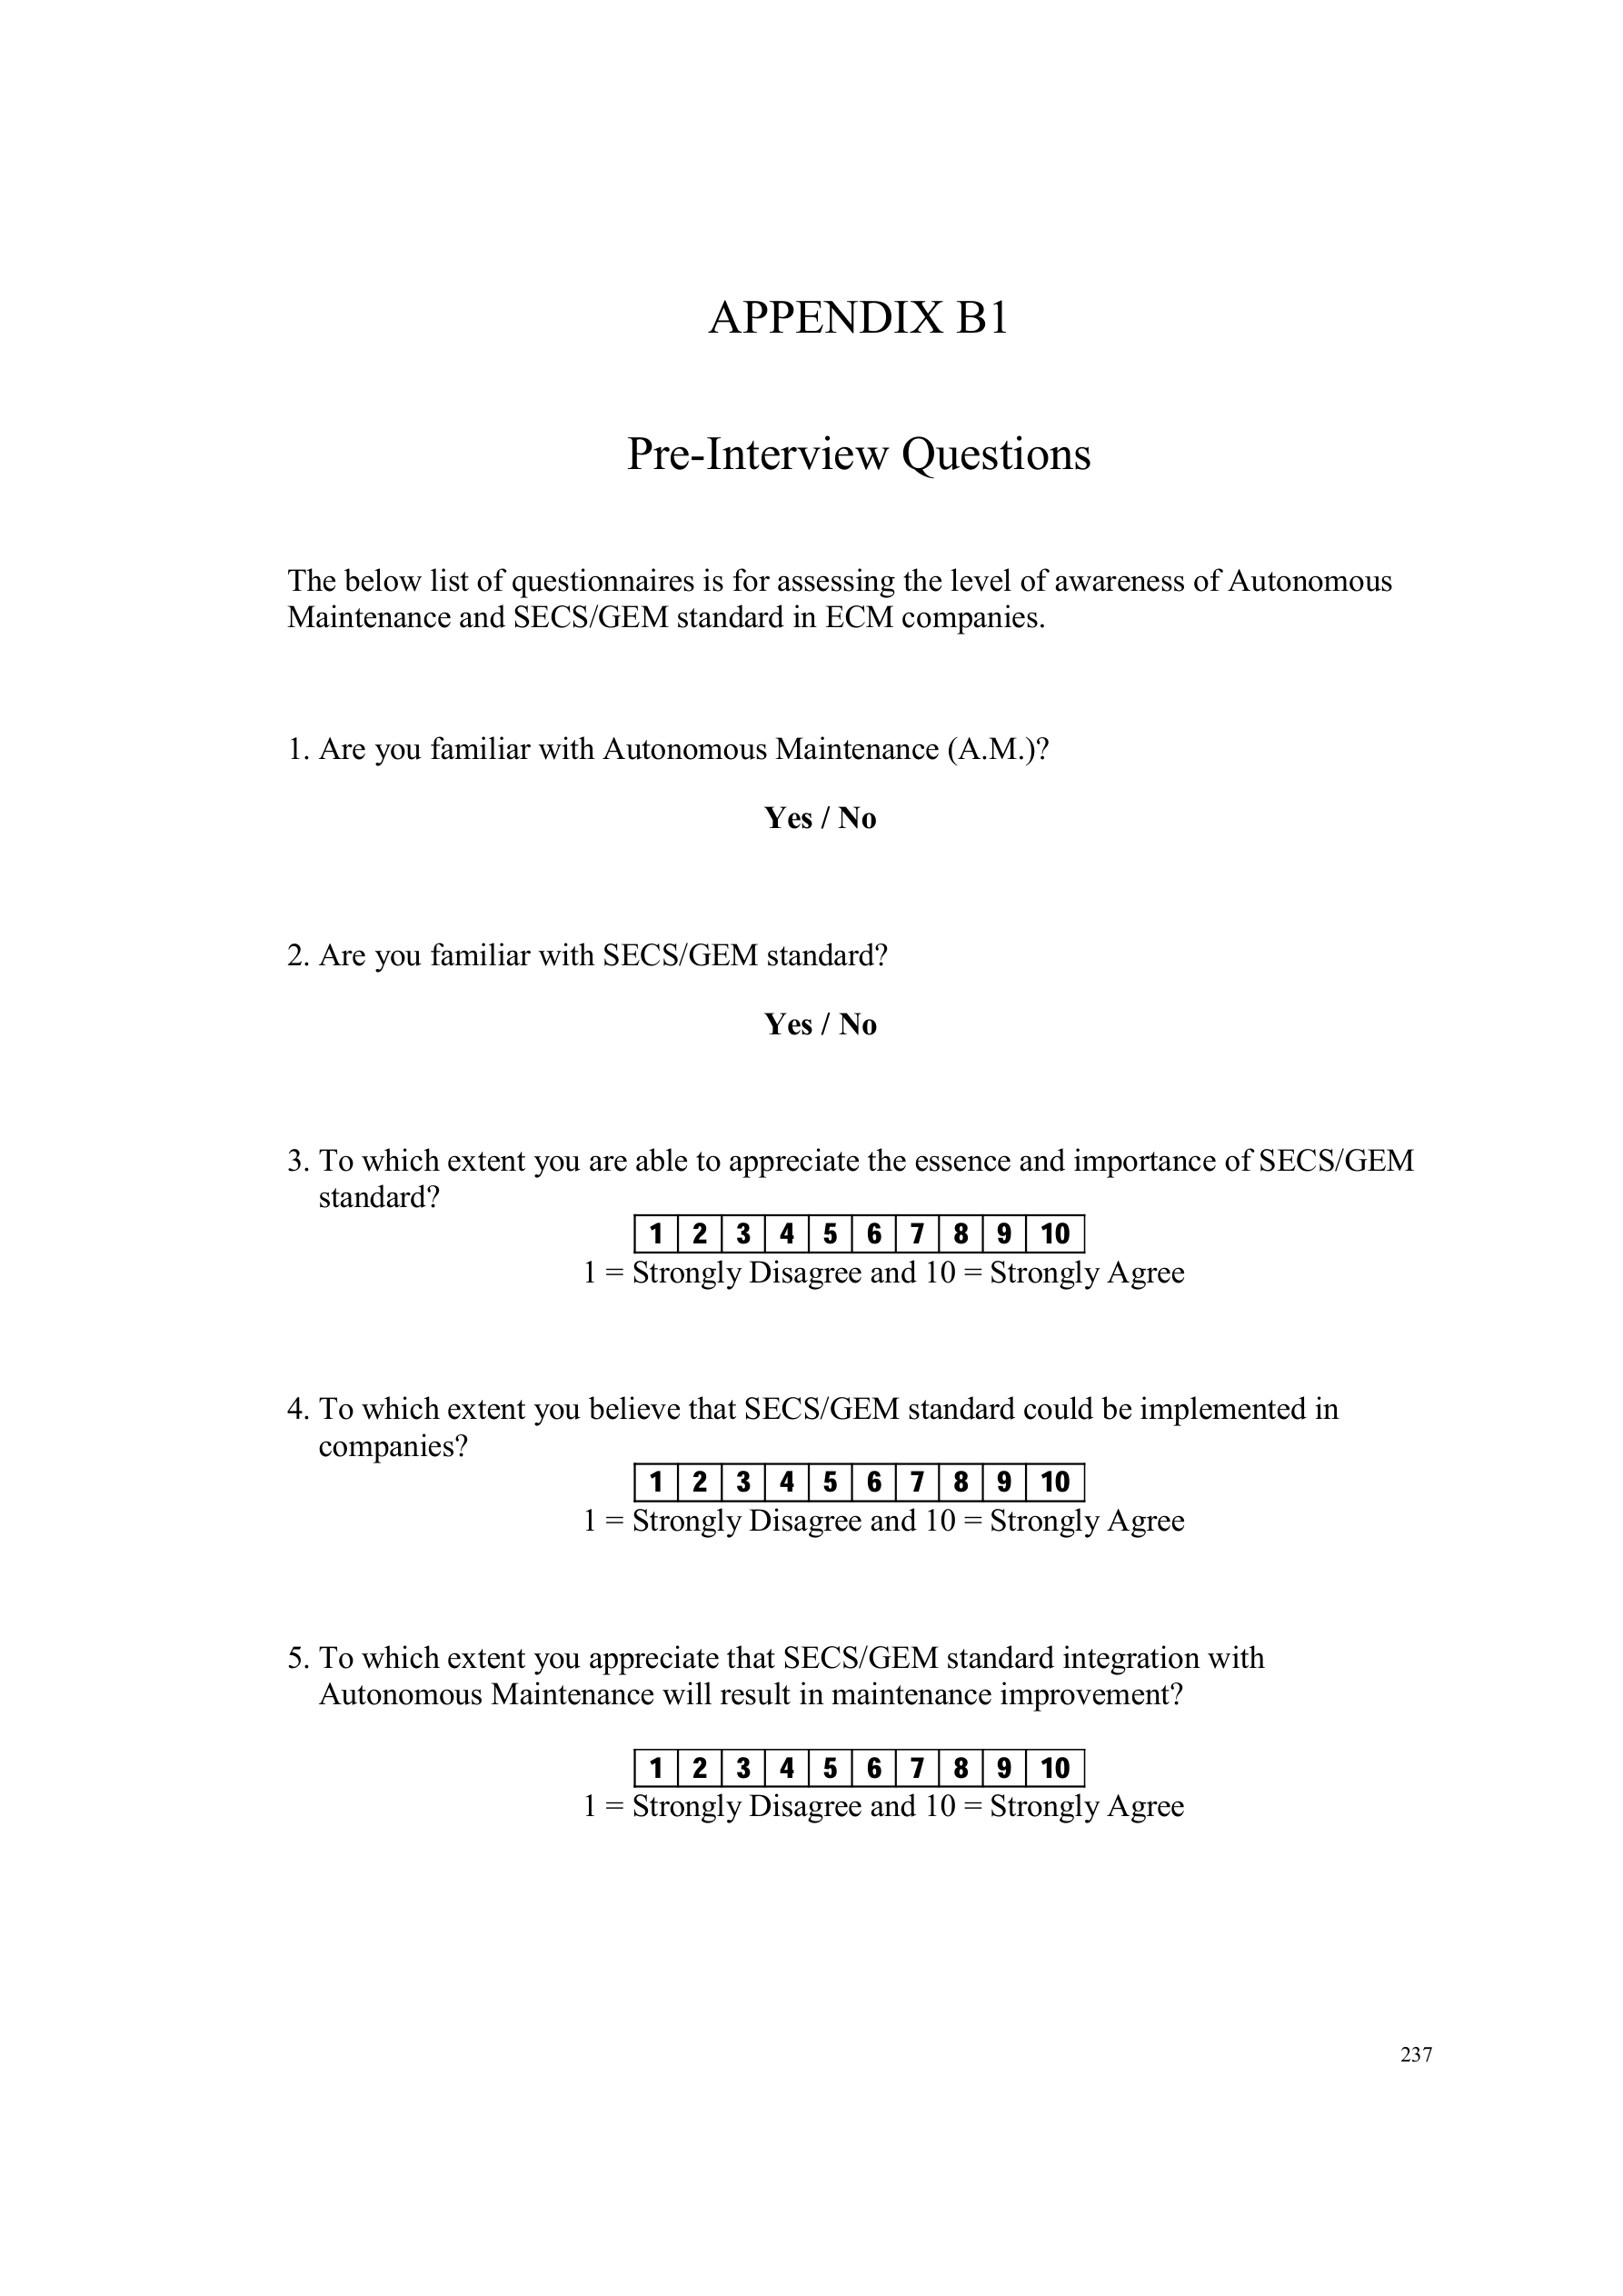 APPENDIX B1
Pre-Interview Questions
The below list of questionnaires is for assessing the level of awareness of Autonomous
Maintenance and SECS/GEM standard in ECM companies.
1. Are you familiar with Autonomous Maintenance (A.M.)?
Yes / No
2. Are you familiar with SECS/GEM standard?
Yes / No
3. To which extent you are able to appreciate the essence and importance of SECS/GEM
standard?
1 2 3 4 5 6 7 8 9 10
1 = Strongly Disagree and 10 = Strongly Agree
4. To which extent you believe that SECS/GEM standard could be implemented in
companies?
1 2 3 4 5 6 7 8 9 10
1 = Strongly Disagree and 10 = Strongly Agree
5. To which extent you appreciate that SECS/GEM standard integration with
Autonomous Maintenance will result in maintenance improvement?
1 2 3 4 5 6 7 8 9 10
1 = Strongly Disagree and 10 = Strongly Agree
237